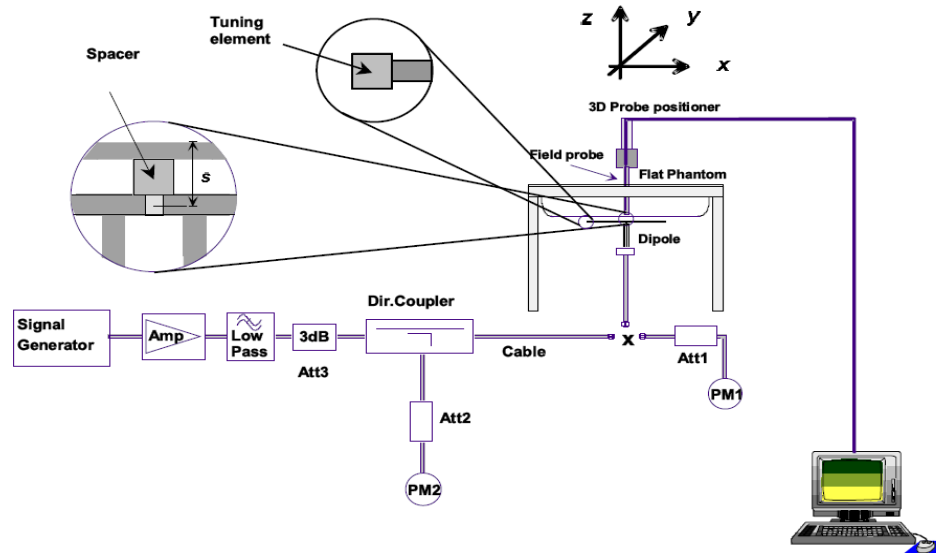 Tuning
element
Spacer
z
y
x
3D Probe positioner
Field probe
Flat Phantom
s
Dipole
Dir.Coupler
Signal
Generator
Amp
Low
Pass
3dB
Att3
Cable
x
Att1
PM1
Att2
PM2